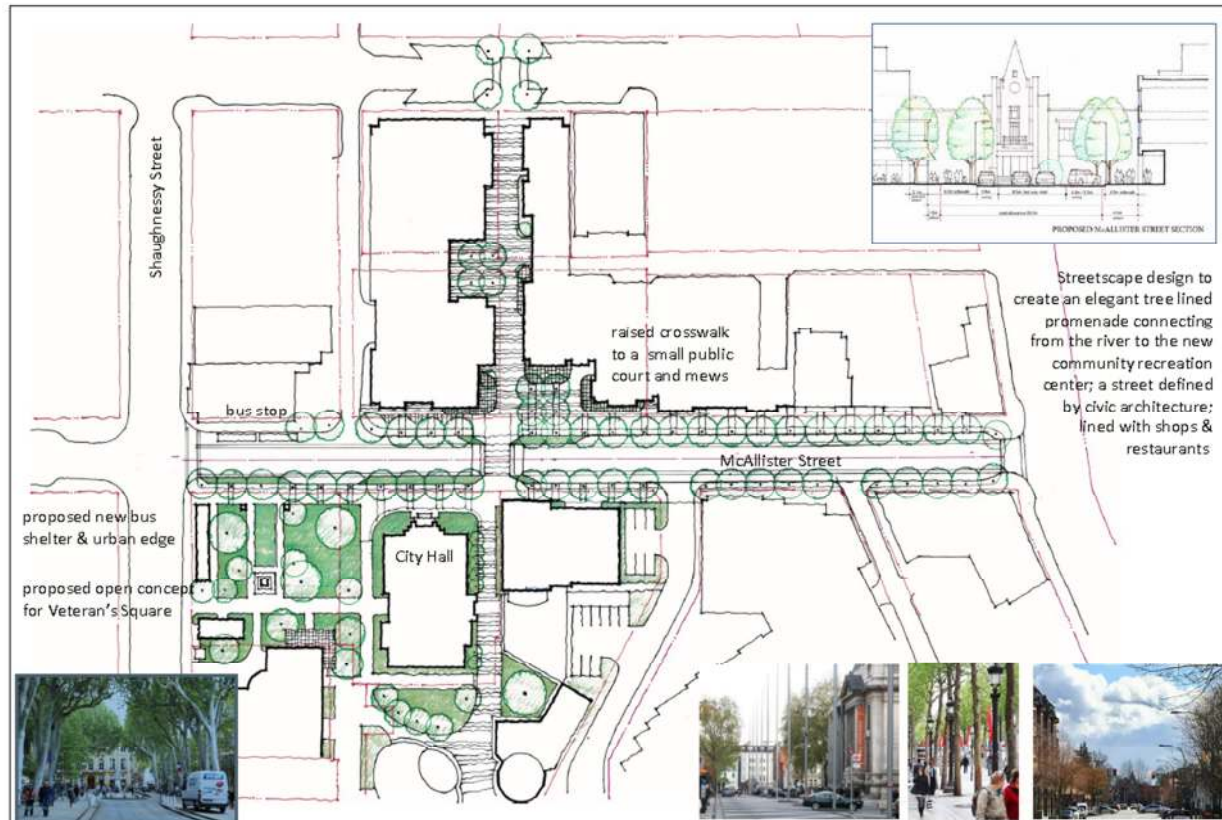 Shaughnessy Street
PROPOSED McALLISTER STREET SECTION
Streetscape design to
create an elegant tree lined
promenade connecting
from the river to the new
community recreation
center; a street defined
by civic architecture;
lined with shops &
restaurants
raised crosswalk
to a small public
court and mews
bus stop
McAllister Street
proposed new bus
shelter & urban edge
City Hall
proposed open concept
for Veteran's Square